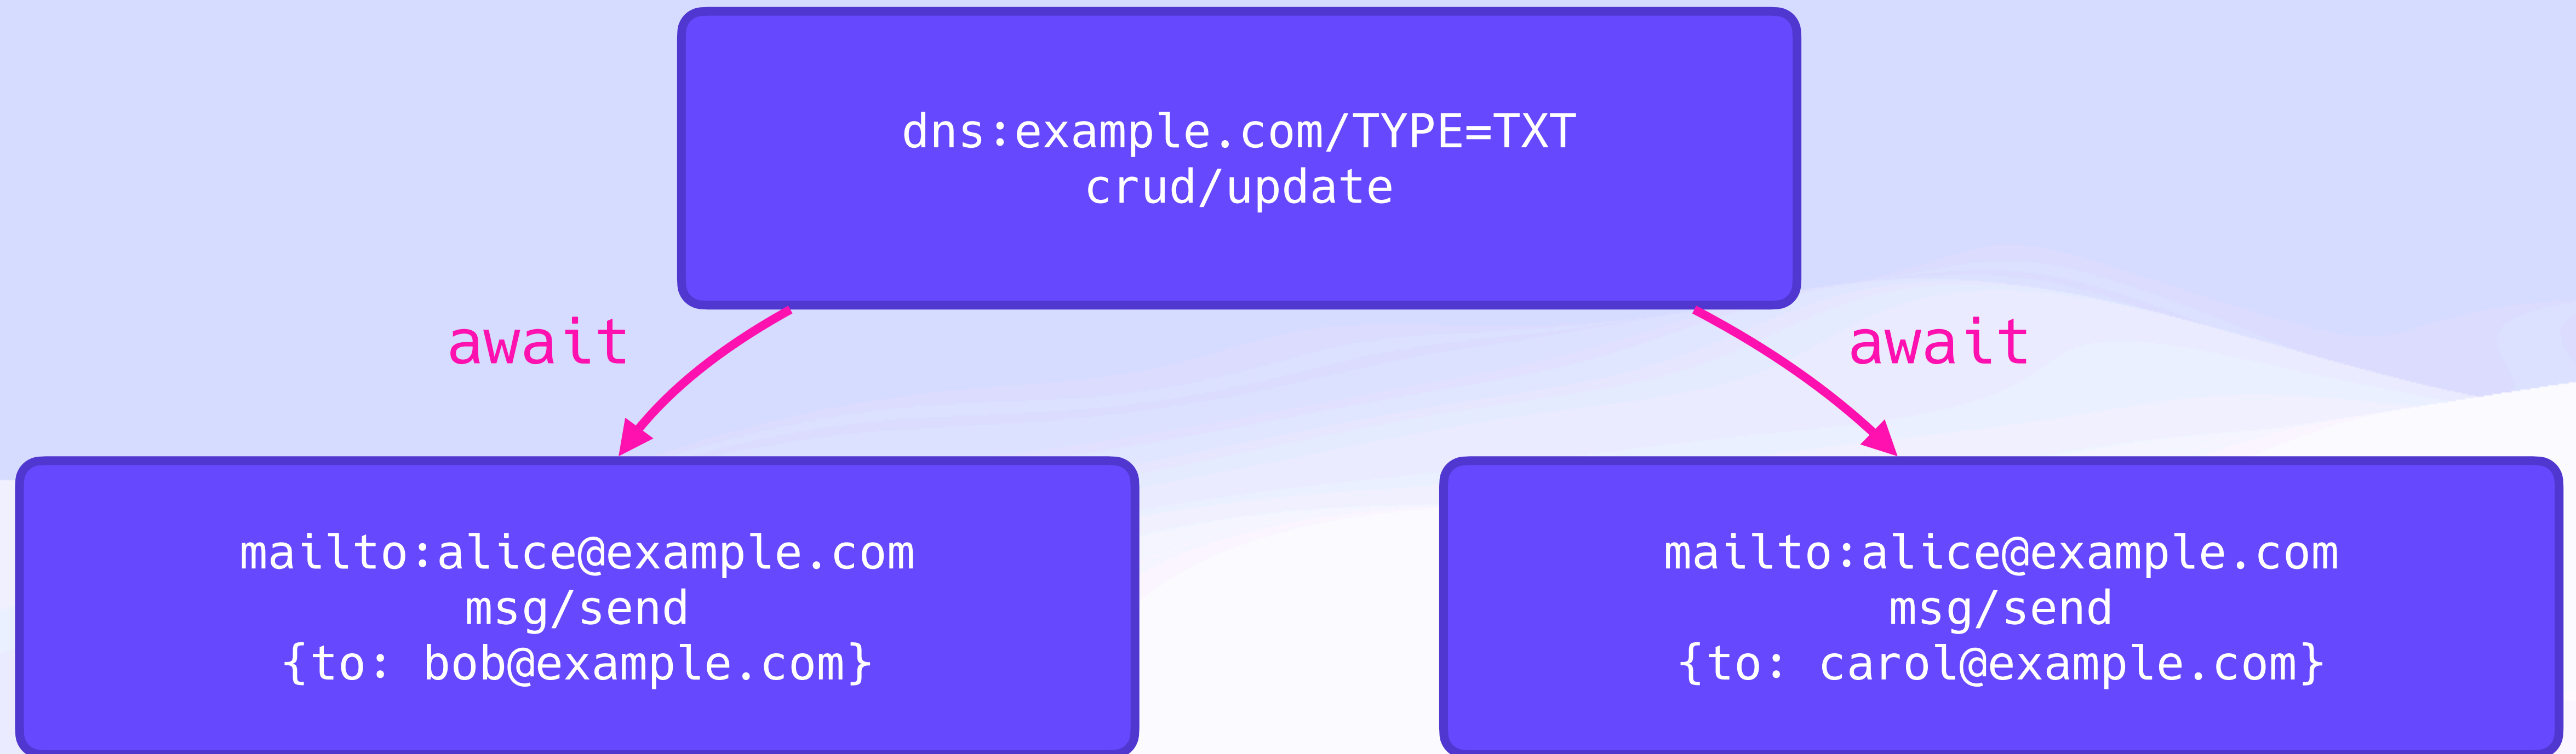 dns:example.com/TYPE=TXT
crud/update
await
await
mailto:alice@example.com
msg/send
{to: bob@example.com}
mailto:alice@example.com
msg/send
{to: carol@example.com}